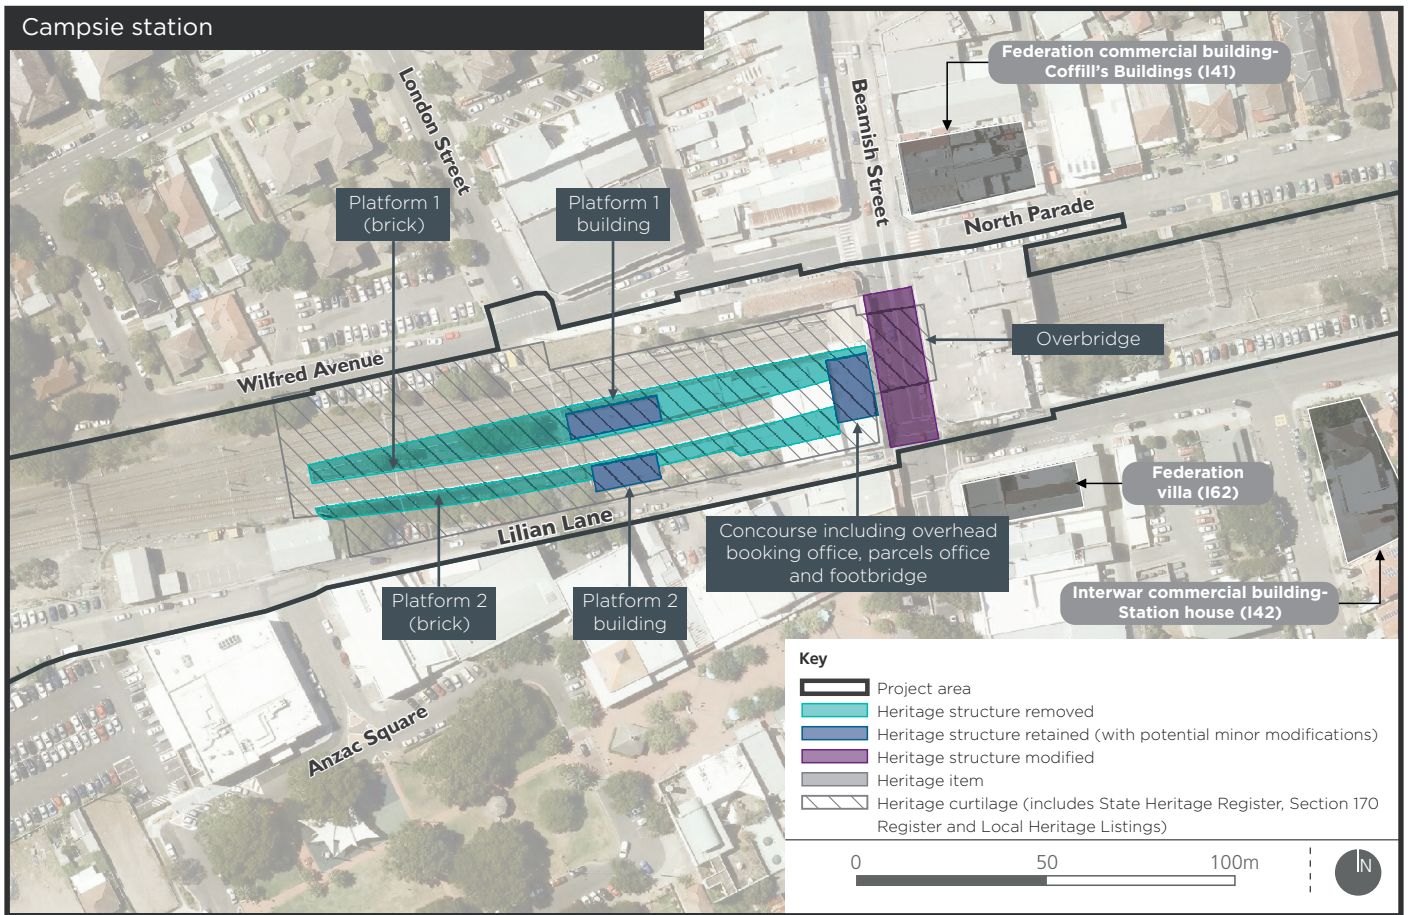 Campsie station
Federation commercial building-
Coffill's Buildings (I41)
London Street
Beamish Street
Platform 1
(brick)
Platform 1
building
North Parade
Overbridge
Wilfred Avenue
Federation
villa (I62)
Lilian Lane
Concourse including overhead
booking office, parcels office
and footbridge
Platform 2
(brick)
Platform 2
building
Interwar commercial building-
Station house (I42)
Anzac Square
Key
Project area
Heritage structure removed
Heritage structure retained (with potential minor modifications)
Heritage structure modified
Heritage item
Heritage curtilage (includes State Heritage Register, Section 170
Register and Local Heritage Listings)
0 50 100m
N